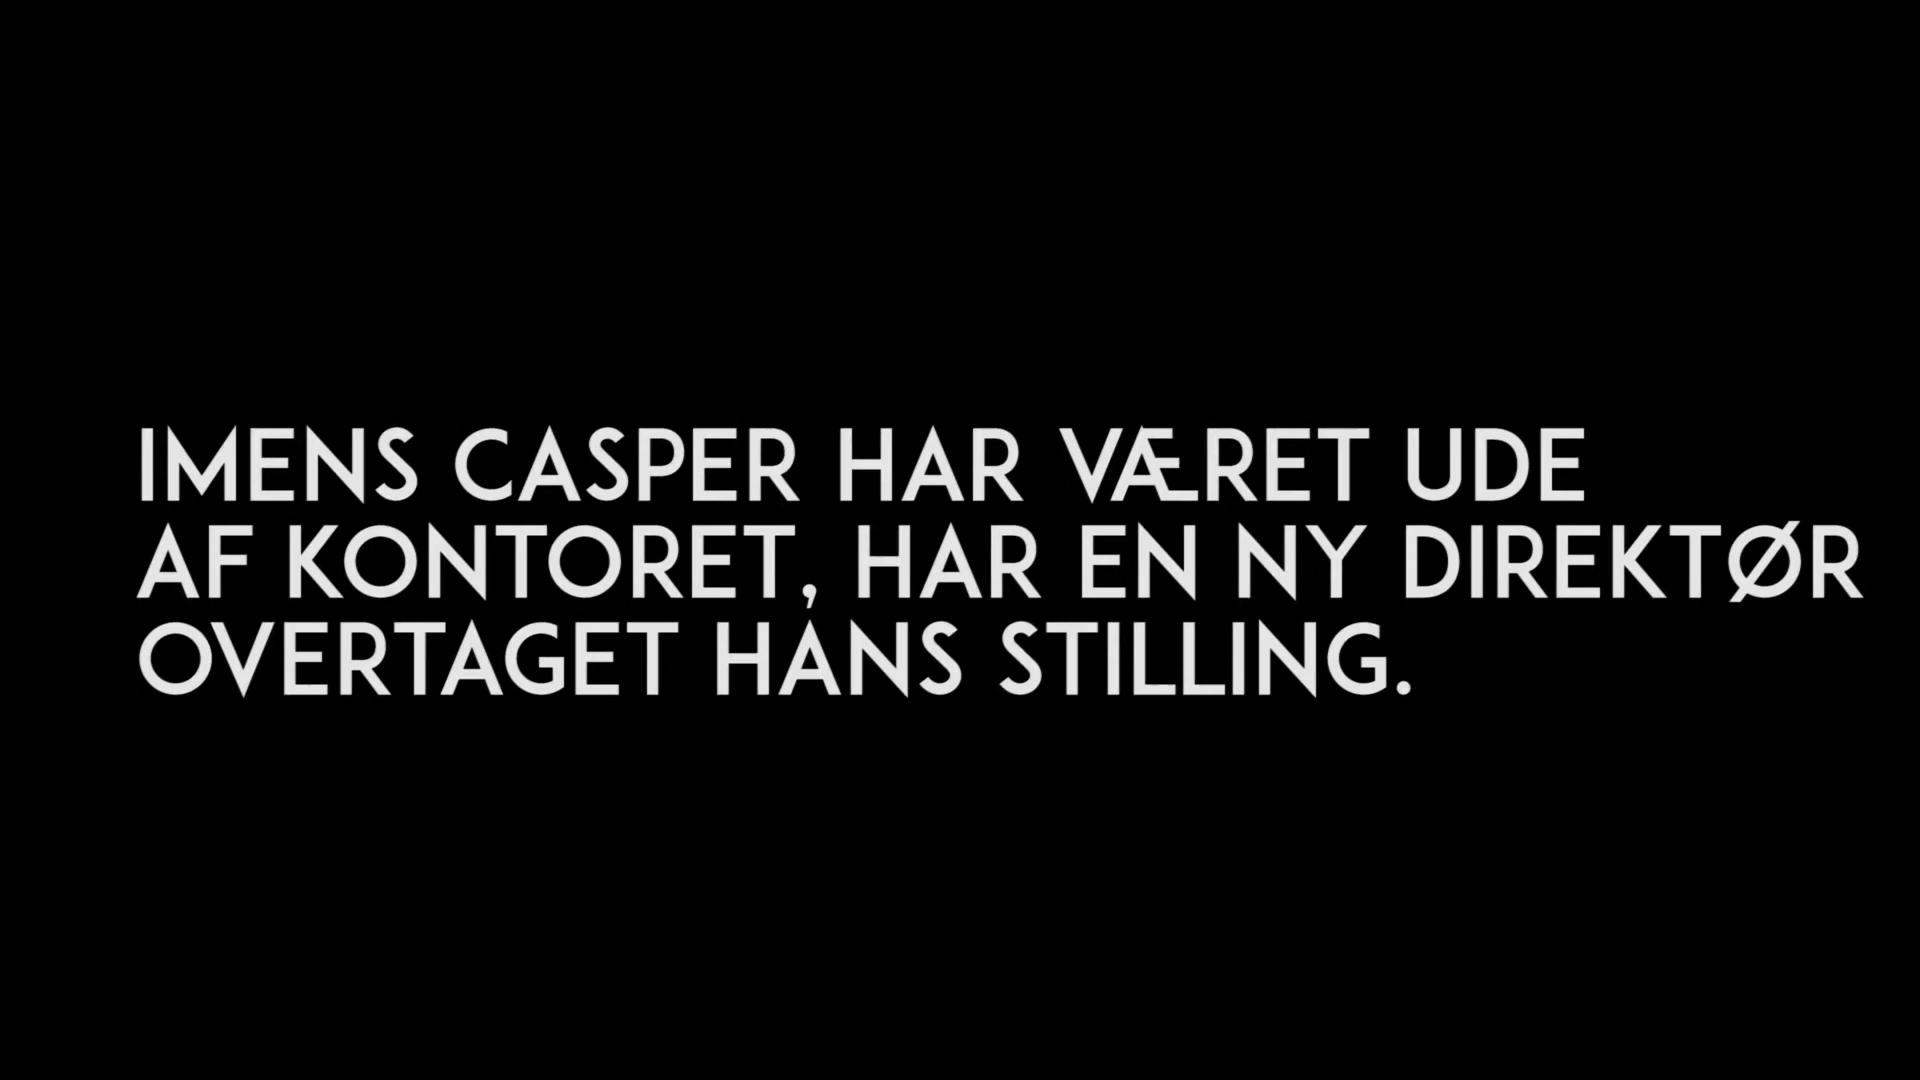 IMENS CASPER HAR VÆRET UDE
AF KONTORET, HAR EN NY DIREKTØR
OVERTAGET HANS STILLING.